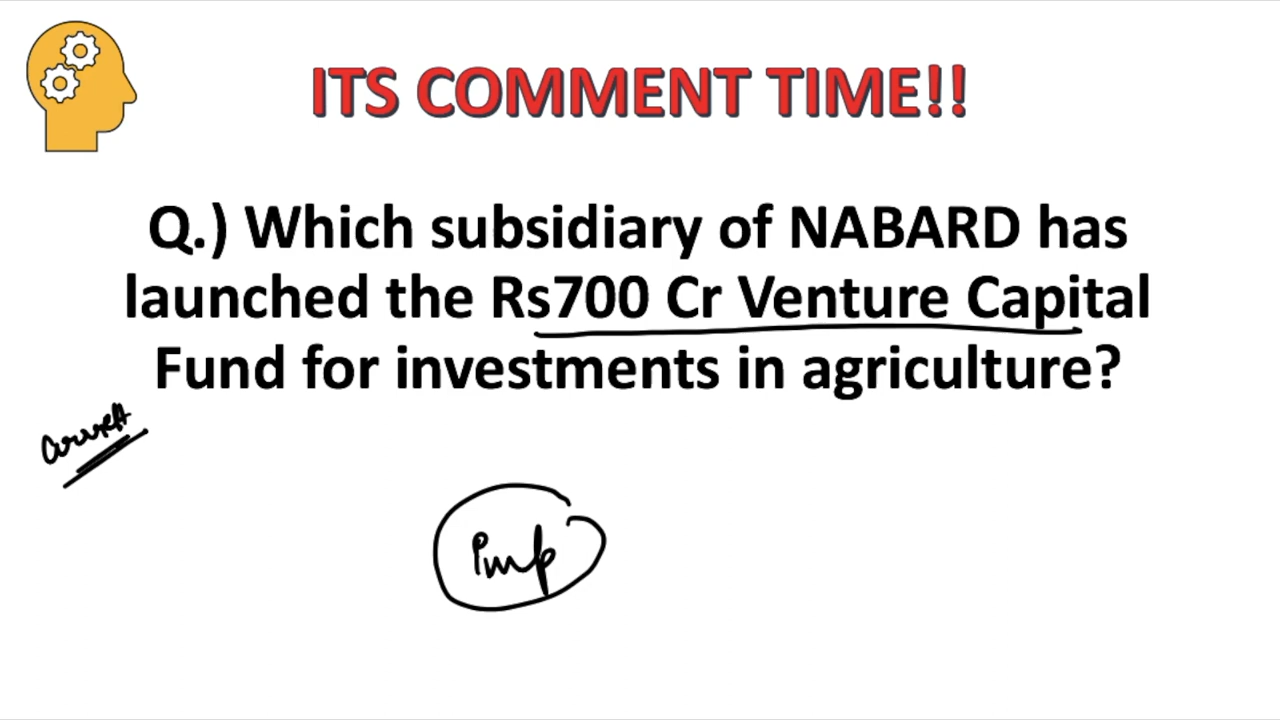 ITS COMMENT TIME!!
Q.) Which subsidiary of NABARD has
launched the Rs700 Cr Venture Capital
Fund for investments in agriculture?
Imp